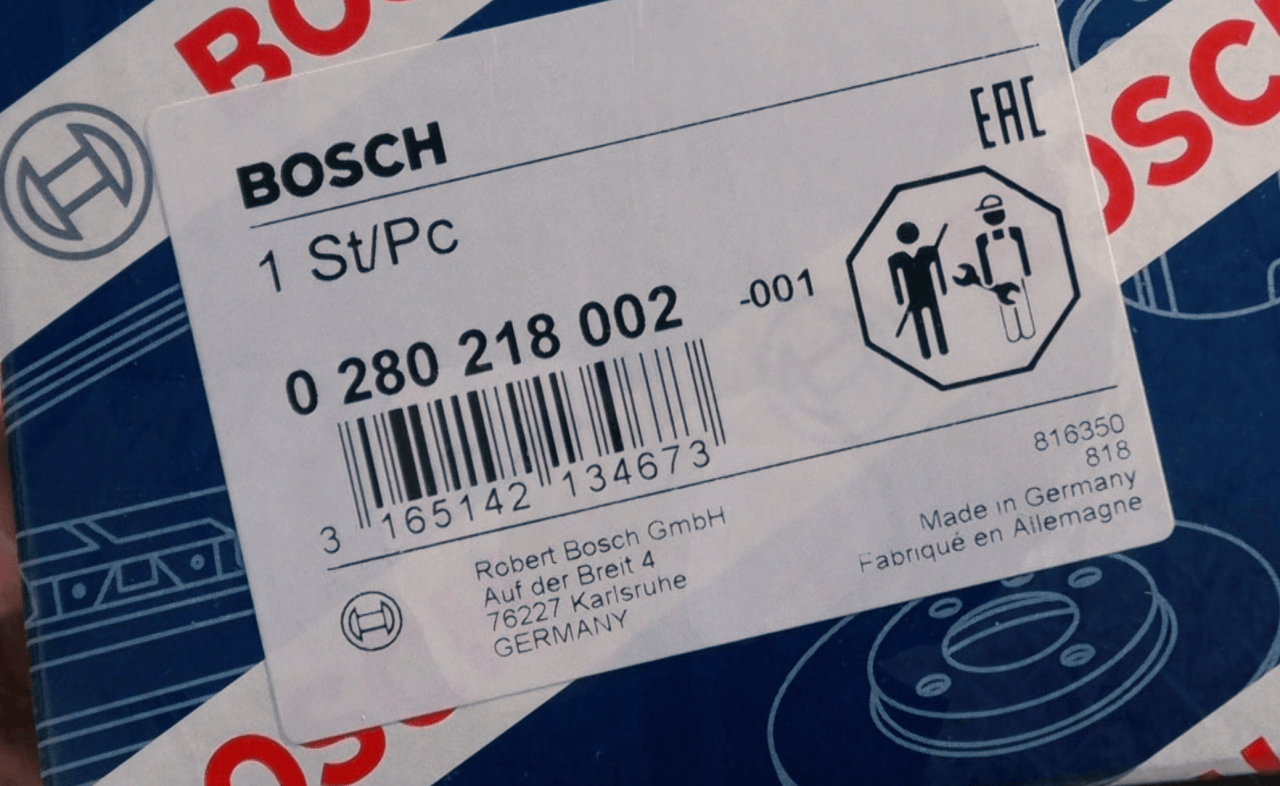 BOSCH
BOSCH
EAC
1 St/Pc
0 280 218 002 -001
3 165142 134673
816350
818
Made in Germany
Fabriqué en Allemagne
Robert Bosch GmbH
Auf der Breit 4
76227 Karlsruhe
GERMANY